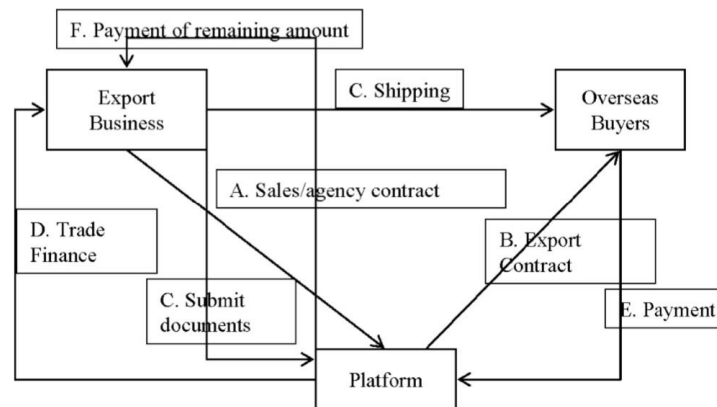 F. Payment of remaining amount
Export
Business
C. Shipping
Overseas
Buyers
A. Sales/agency contract
D. Trade
Finance
B. Export
Contract
C. Submit
documents
E. Payment
Platform